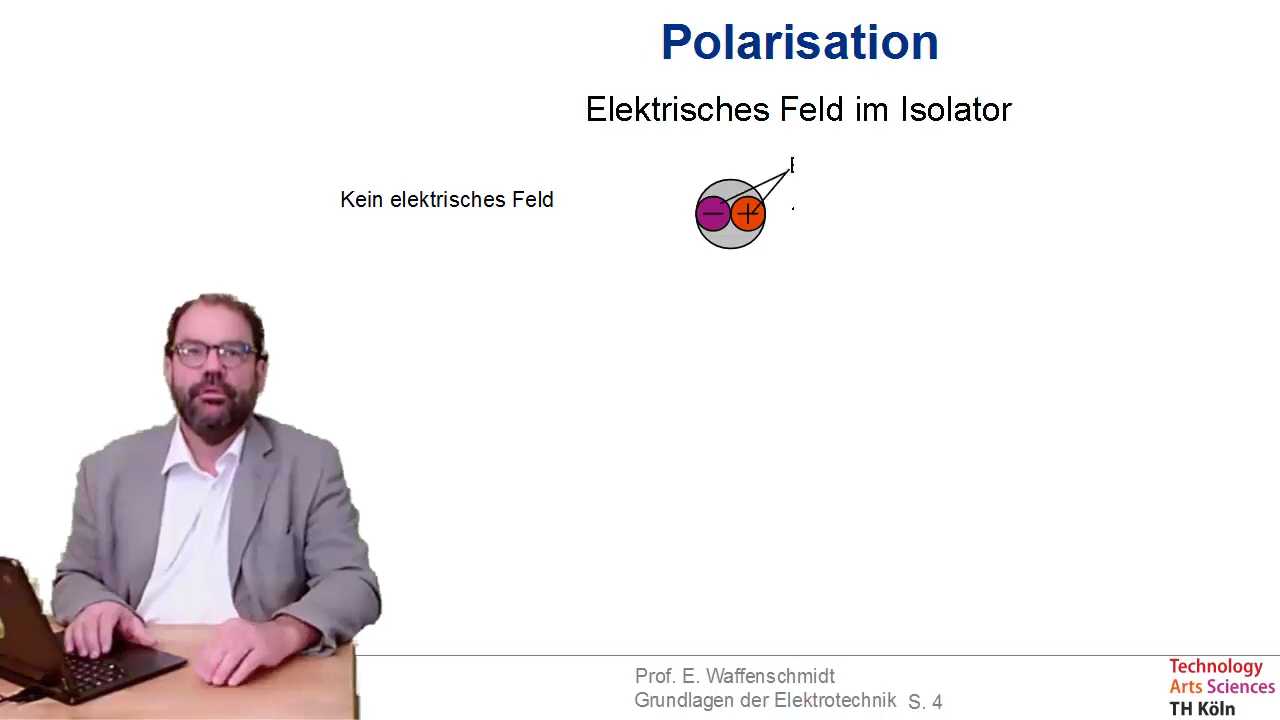 Polarisation
Elektrisches Feld im Isolator
Kein elektrisches Feld
− +
Prof. E. Waffenschmidt
Grundlagen der Elektrotechnik S. 4
Technology
Arts Sciences
TH Köln